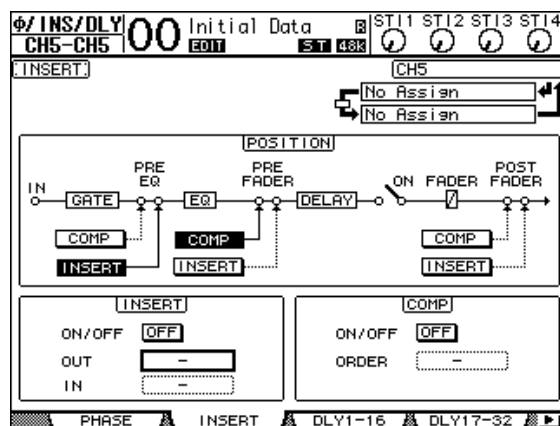 Φ/INS/DLY
CH5-CH5
00
Initial Data
EDIT
R
ST 48K
STI1 STI2 STI3 STI4
INSERT
CH5
No Assign
No Assign
POSITION
PRE EQ
PRE FADER
POST FADER
IN
GATE
EQ
DELAY
ON
FADER
COMP
COMP
COMP
INSERT
INSERT
INSERT
INSERT
ON/OFF OFF
OUT -
IN -
COMP
ON/OFF OFF
ORDER -
PHASE
INSERT
DLY1-16
DLY17-32